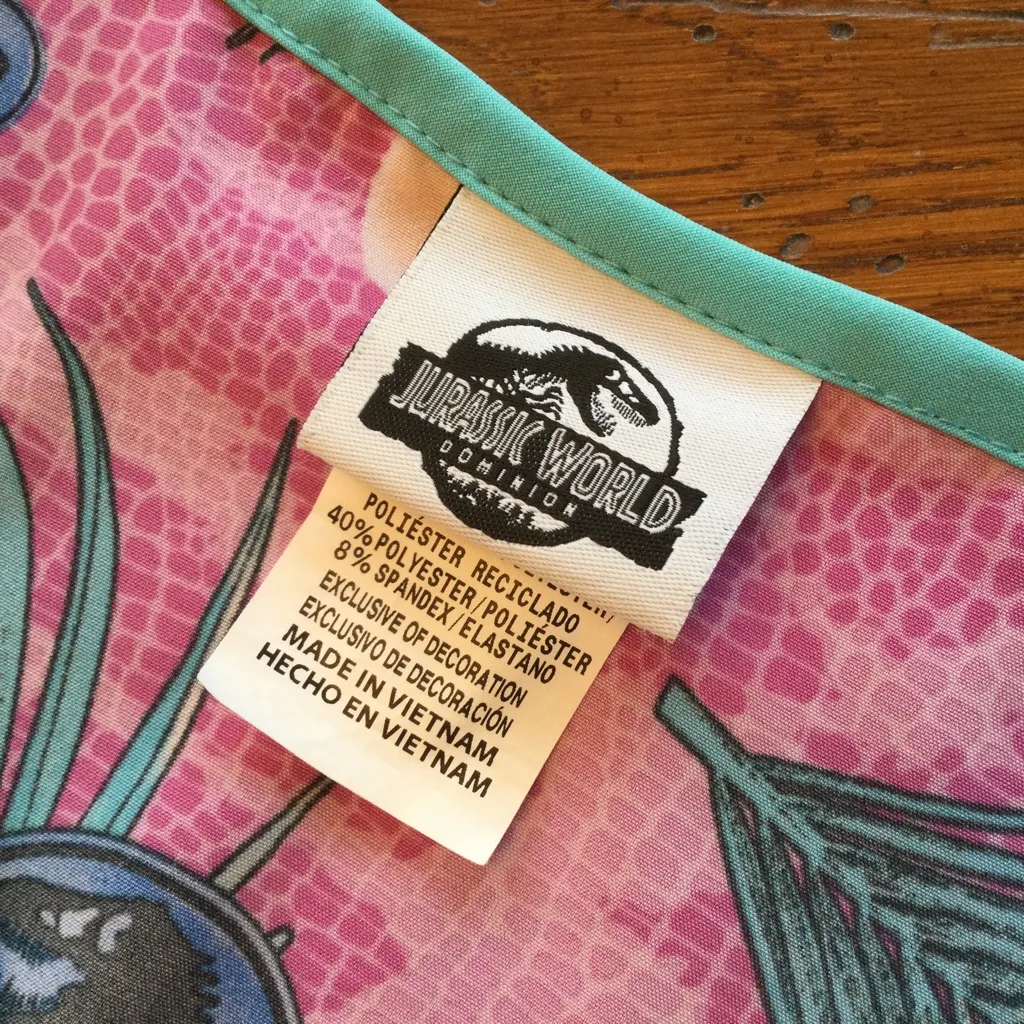 JURASSIC WORLD
DOMINION
POLIÉSTER RECICLADO
40% POLYESTER/POLIÉSTER
8% SPANDEX/ELASTANO
EXCLUSIVE OF DECORATION
EXCLUSIVO DE DECORACIÓN
MADE IN VIETNAM
HECHO EN VIETNAM